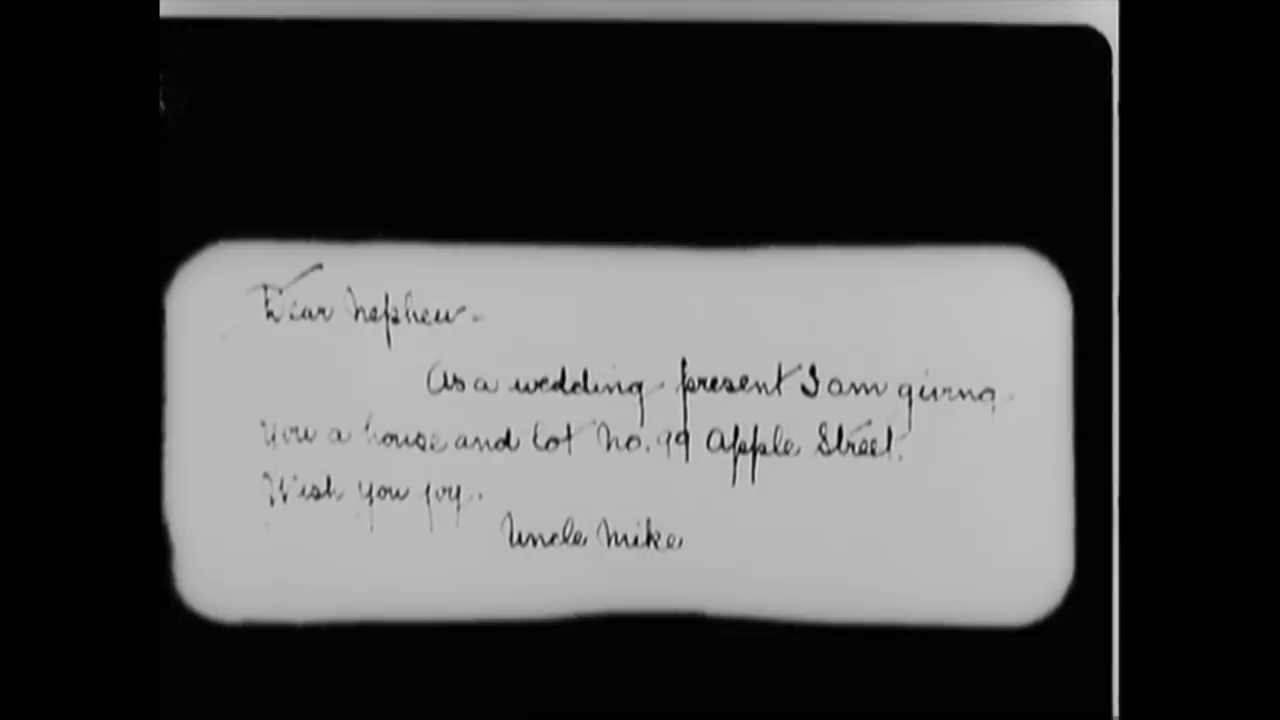 Dear Nephew.
As a wedding present I am giving
you a house and lot No. 99 Apple Street.
Wish you joy.
Uncle Mike